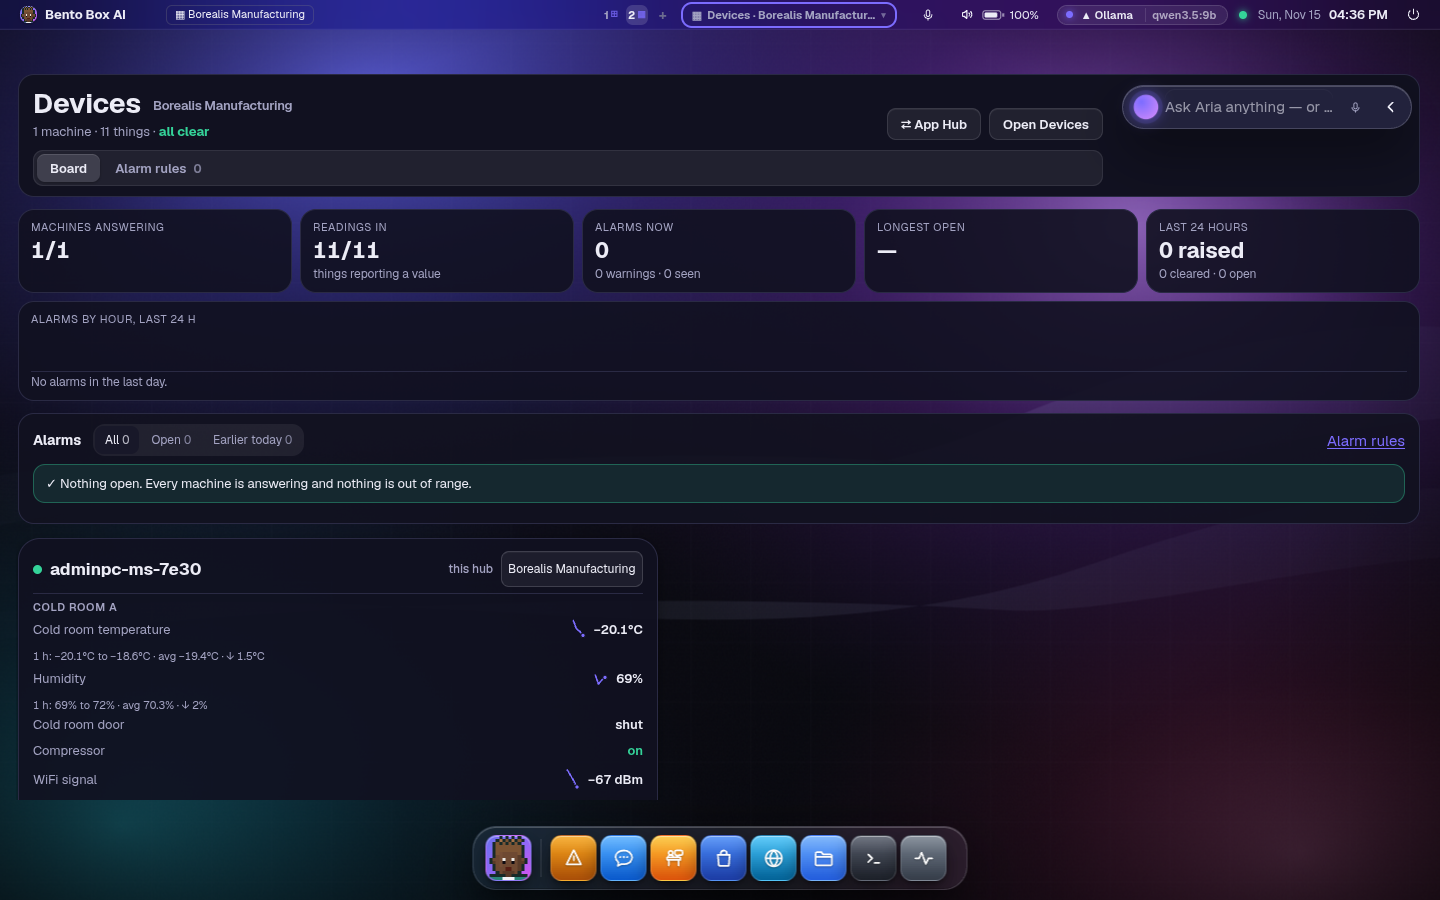 Bento Box AI
Borealis Manufacturing
1
2
+
Devices · Borealis Manufactur...
100%
▲ Ollama
qwen3.5:9b
Sun, Nov 15
04:36 PM
Devices
Borealis Manufacturing
1 machine · 11 things · all clear
⇄ App Hub
Open Devices
Ask Aria anything — or ...
Board
Alarm rules 0
MACHINES ANSWERING
1/1
READINGS IN
11/11
things reporting a value
ALARMS NOW
0
0 warnings · 0 seen
LONGEST OPEN
—
LAST 24 HOURS
0 raised
0 cleared · 0 open
ALARMS BY HOUR, LAST 24 H
No alarms in the last day.
Alarms
All 0
Open 0
Earlier today 0
Alarm rules
✓ Nothing open. Every machine is answering and nothing is out of range.
adminpc-ms-7e30
this hub
Borealis Manufacturing
COLD ROOM A
Cold room temperature
−20.1°C
1 h: −20.1°C to −18.6°C · avg −19.4°C · ↓ 1.5°C
Humidity
69%
1 h: 69% to 72% · avg 70.3% · ↓ 2%
Cold room door
shut
Compressor
on
WiFi signal
−67 dBm